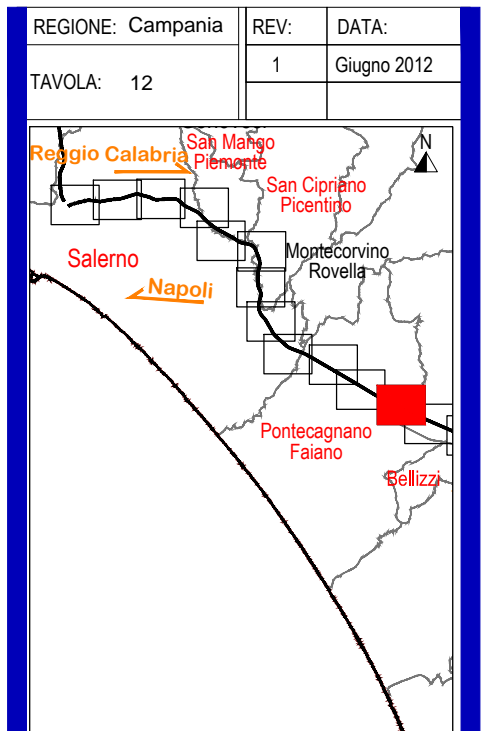 REGIONE: Campania
REV:
DATA:
1
Giugno 2012
TAVOLA: 12
Reggio Calabria
San Mango
Piemonte
N
San Cipriano
Picentino
Salerno
Montecorvino
Rovella
Napoli
Pontecagnano
Faiano
Bellizzi